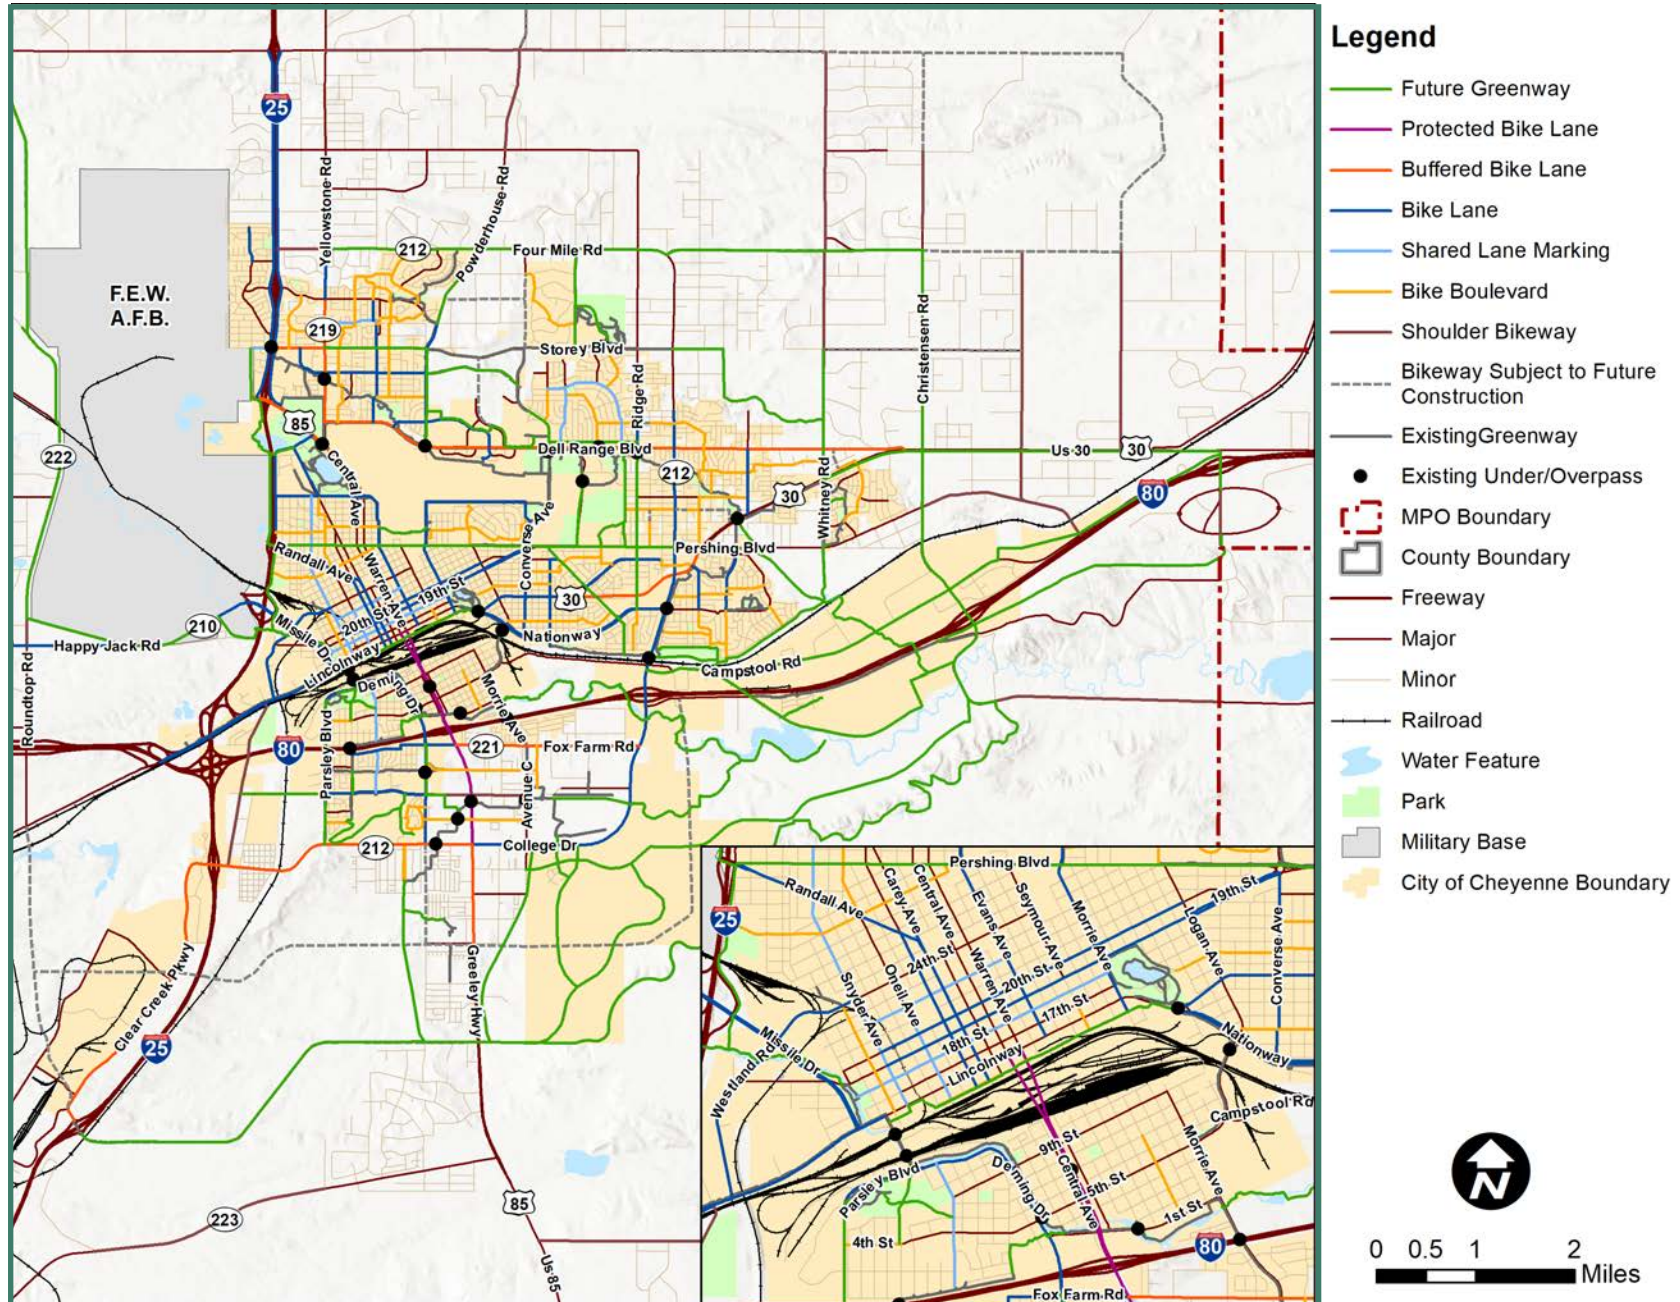 Legend
Future Greenway
Protected Bike Lane
Buffered Bike Lane
Bike Lane
Shared Lane Marking
Bike Boulevard
Shoulder Bikeway
Bikeway Subject to Future
Construction
ExistingGreenway
Existing Under/Overpass
MPO Boundary
County Boundary
Freeway
Major
Minor
Railroad
Water Feature
Park
Military Base
City of Cheyenne Boundary
N
0 0.5 1 2
Miles
25
Yellowstone Rd
Powderhouse Rd
212
Four Mile Rd
F.E.W.
A.F.B.
219
Storey Blvd
Ridge Rd
Christensen Rd
85
222
Central Ave
Dell Range Blvd
212
Us 30
30
30
80
Whitney Rd
Converse Ave
Pershing Blvd
Randall Ave
Warren Ave
19th St
20th St
30
210
Happy Jack Rd
Missile Dr
Lincolnway
Nationway
Campstool Rd
Deming Dr
Morrie Ave
Roundtop Rd
Parsley Blvd
80
221
Fox Farm Rd
Avenue C
212
College Dr
Greeley Hwy
Clear Creek Pkwy
25
223
85
Us 85
Pershing Blvd
Randall Ave
Carey Ave
Central Ave
Evans Ave
Seymour Ave
Morrie Ave
19th St
Logan Ave
Converse Ave
25
24th St
20th St
Warren Ave
Snyder Ave
Oneil Ave
17th St
18th St
Lincolnway
Missile Dr
Westland Rd
Nationway
Campstool Rd
9th St
Parsley Blvd
Deming Dr
Central Ave
5th St
Morrie Ave
1st St
4th St
80
Fox Farm Rd